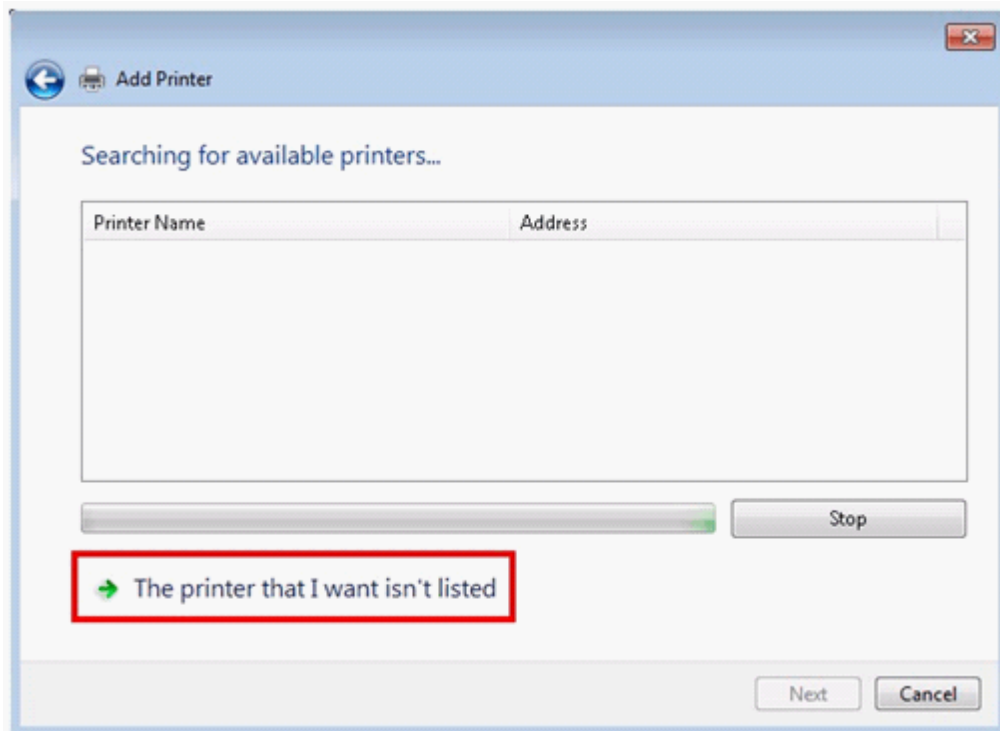 Add Printer
Searching for available printers...
Printer Name Address
Stop
The printer that I want isn't listed
Next Cancel